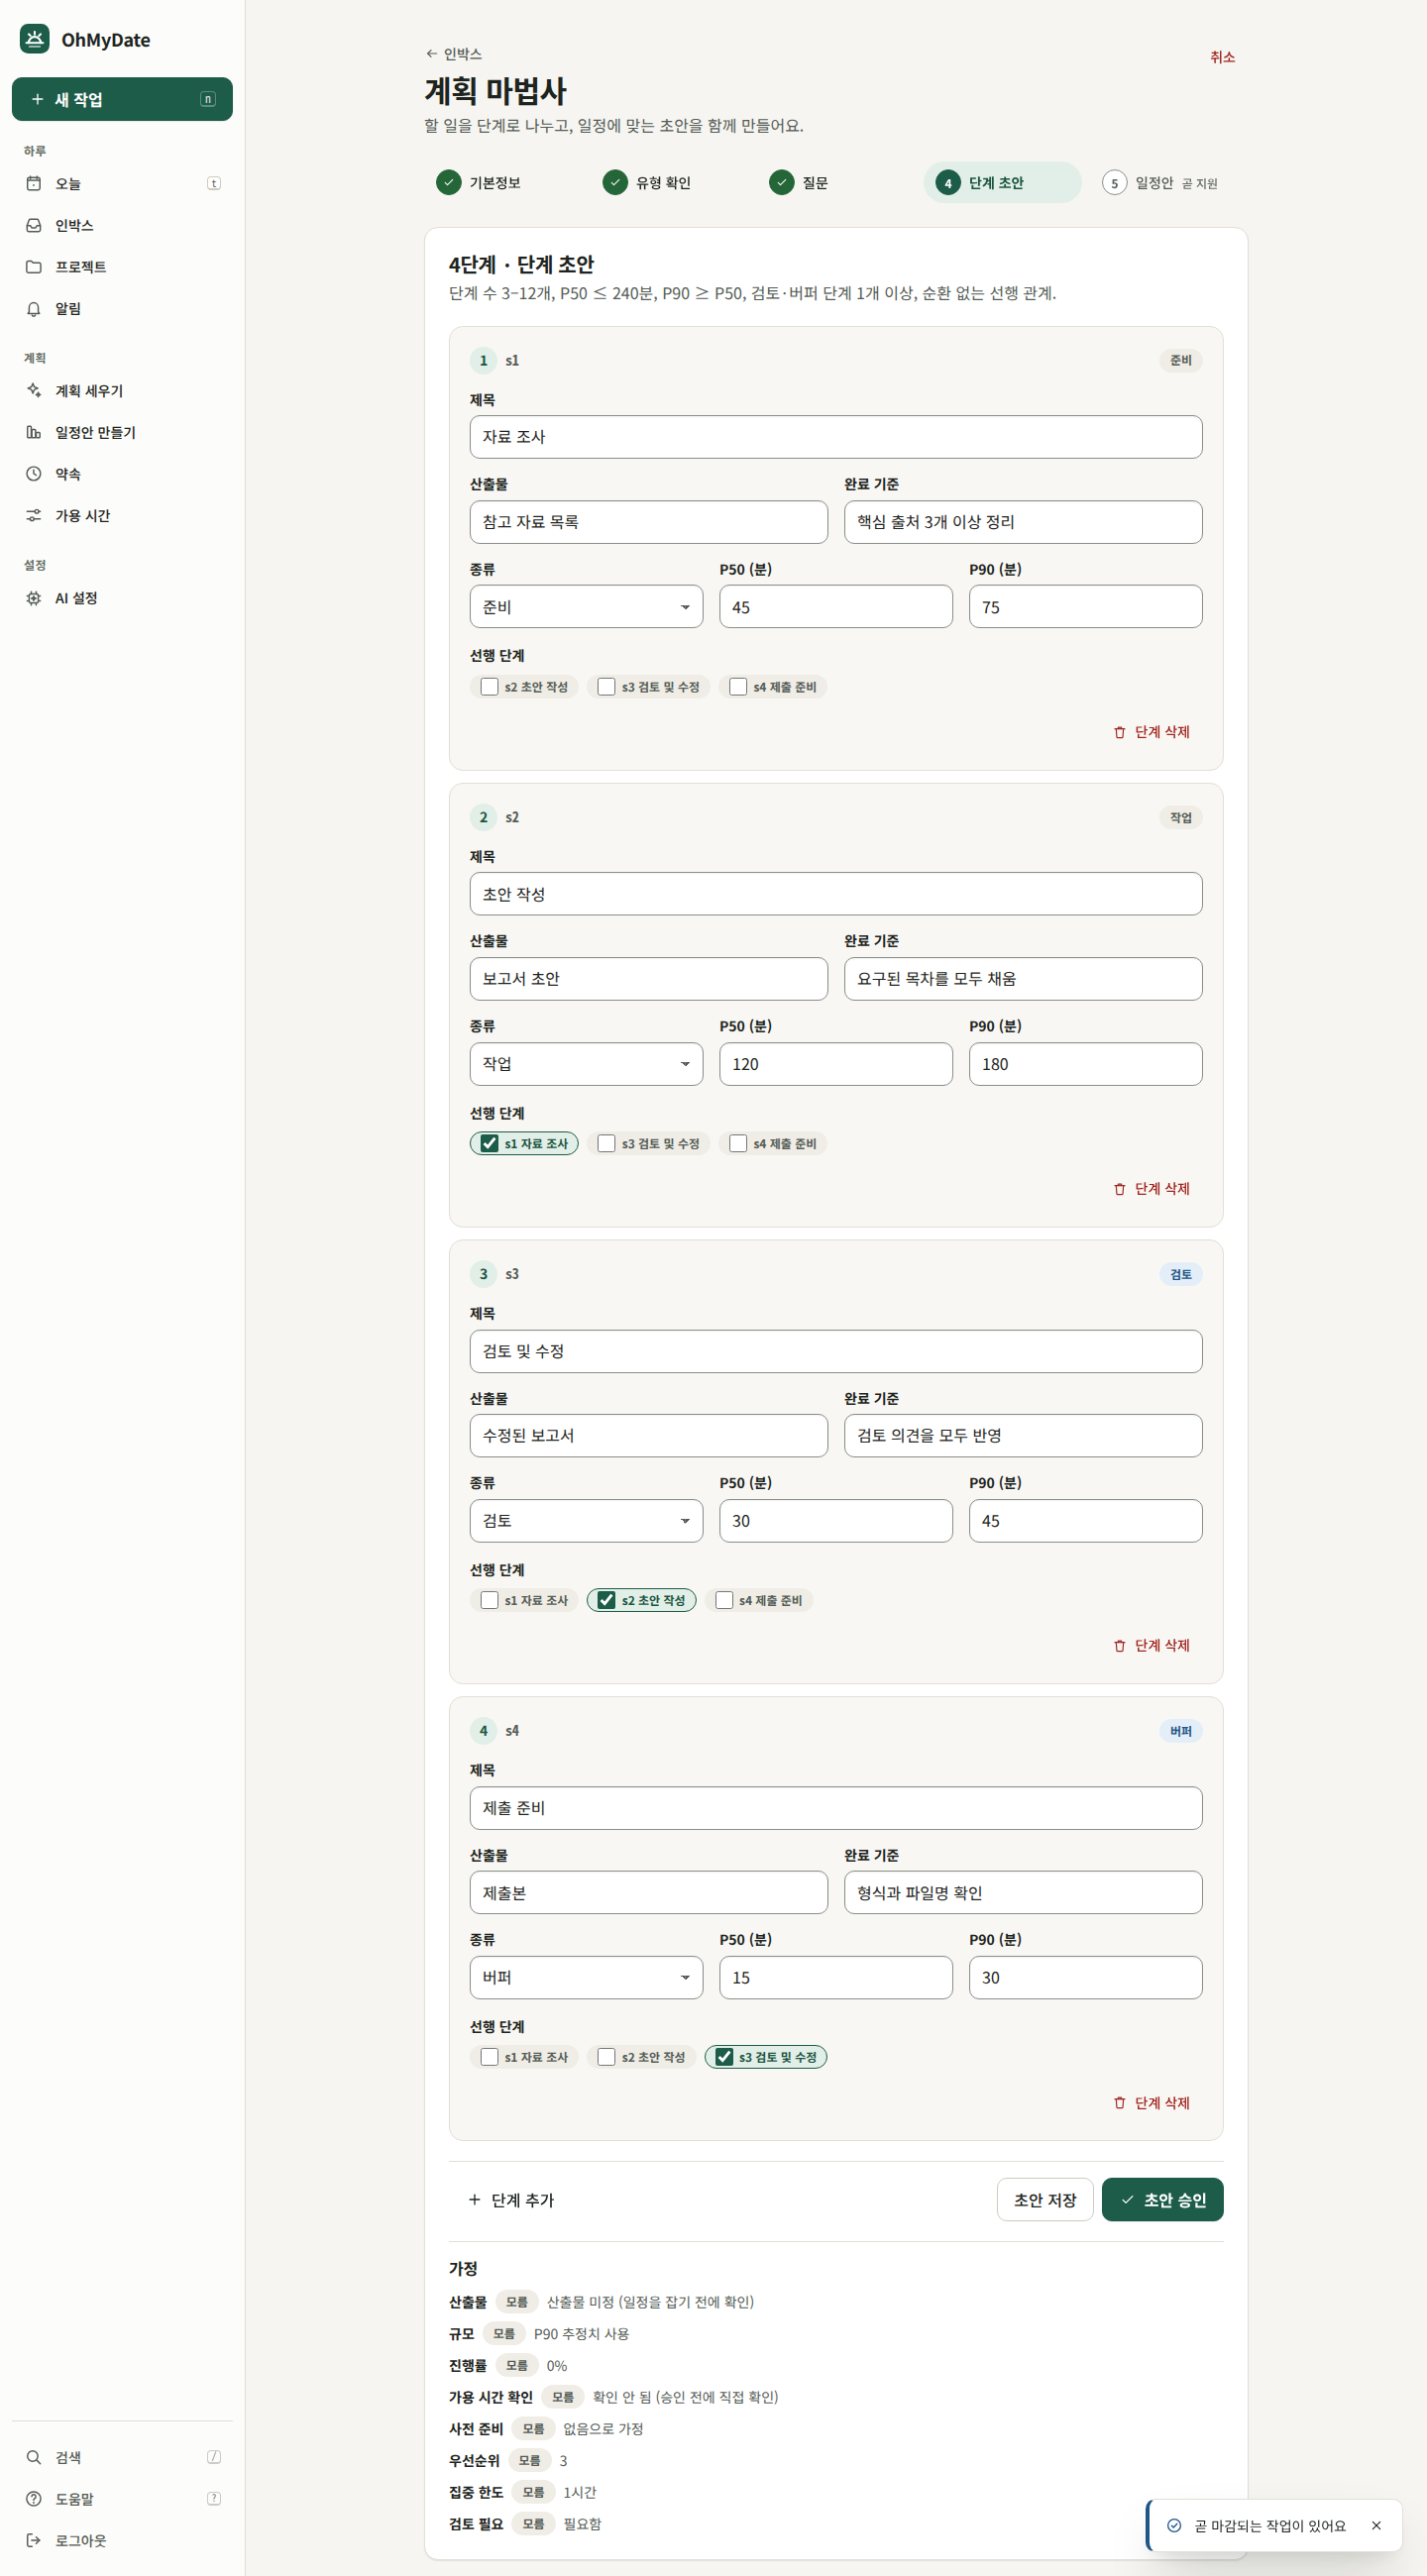 OhMyDate
새 작업 n
하루
오늘 t
인박스
프로젝트
알림
계획
계획 세우기
일정안 만들기
약속
가용 시간
설정
AI 설정
검색 /
도움말 ?
로그아웃
← 인박스
취소
계획 마법사
할 일을 단계로 나누고, 일정에 맞는 초안을 함께 만들어요.
기본정보 유형 확인 질문 4 단계 초안 5 일정안 곧 지원
4단계 · 단계 초안
단계 수 3–12개, P50 ≤ 240분, P90 ≥ P50, 검토·버퍼 단계 1개 이상, 순환 없는 선행 관계.
1 s1 준비
제목
자료 조사
산출물 완료 기준
참고 자료 목록 핵심 출처 3개 이상 정리
종류 P50 (분) P90 (분)
준비 45 75
선행 단계
s2 초안 작성 s3 검토 및 수정 s4 제출 준비
단계 삭제
2 s2 작업
제목
초안 작성
산출물 완료 기준
보고서 초안 요구된 목차를 모두 채움
종류 P50 (분) P90 (분)
작업 120 180
선행 단계
s1 자료 조사 s3 검토 및 수정 s4 제출 준비
단계 삭제
3 s3 검토
제목
검토 및 수정
산출물 완료 기준
수정된 보고서 검토 의견을 모두 반영
종류 P50 (분) P90 (분)
검토 30 45
선행 단계
s1 자료 조사 s2 초안 작성 s4 제출 준비
단계 삭제
4 s4 버퍼
제목
제출 준비
산출물 완료 기준
제출본 형식과 파일명 확인
종류 P50 (분) P90 (분)
버퍼 15 30
선행 단계
s1 자료 조사 s2 초안 작성 s3 검토 및 수정
단계 삭제
단계 추가 초안 저장 초안 승인
가정
산출물 모름 산출물 미정 (일정을 잡기 전에 확인)
규모 모름 P90 추정치 사용
진행률 모름 0%
가용 시간 확인 모름 확인 안 됨 (승인 전에 직접 확인)
사전 준비 모름 없음으로 가정
우선순위 모름 3
집중 한도 모름 1시간
검토 필요 모름 필요함
곧 마감되는 작업이 있어요